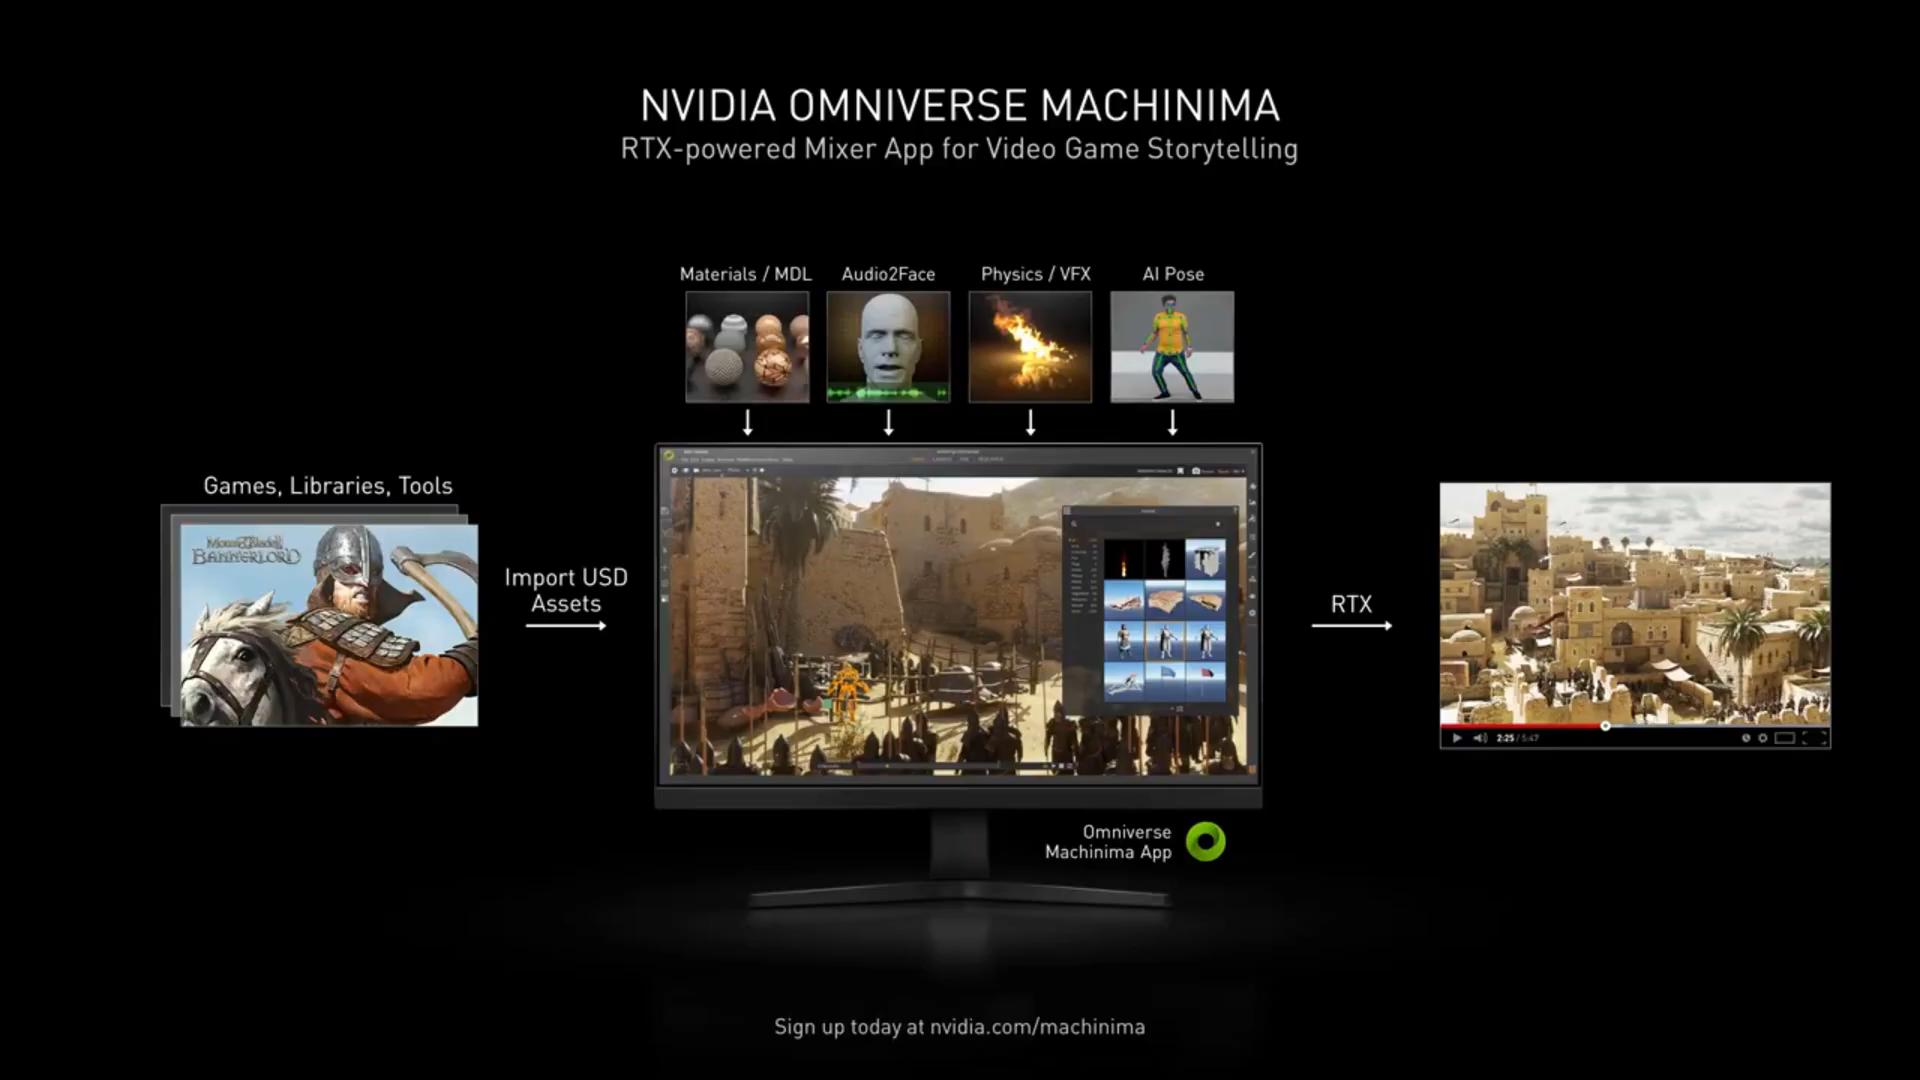 NVIDIA OMNIVERSE MACHINIMA
RTX-powered Mixer App for Video Game Storytelling
Materials / MDL
Audio2Face
Physics / VFX
AI Pose
Games, Libraries, Tools
MOUNT & BLADE II
BANNERLORD
Import USD
Assets
RTX
2:25 / 5:47
Omniverse
Machinima App
Sign up today at nvidia.com/machinima